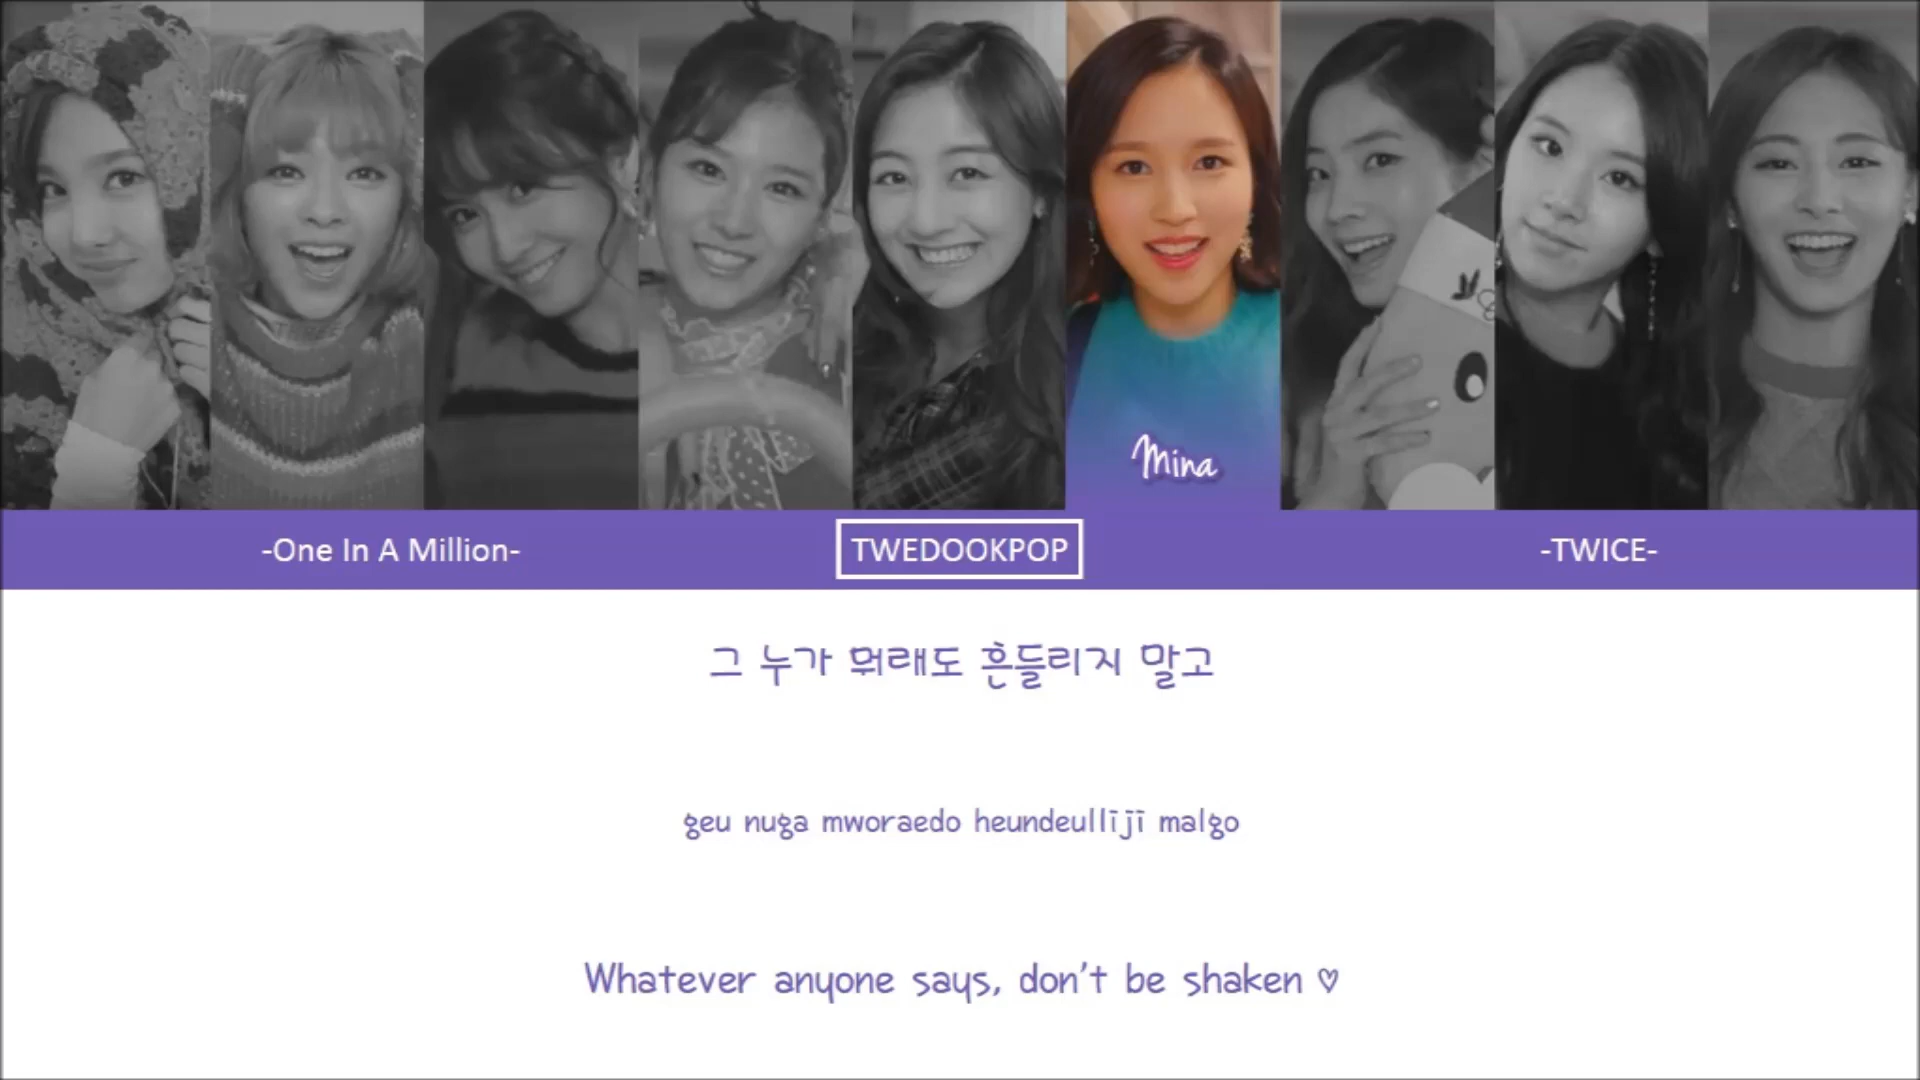 Mina
-One In A Million-
TWEDOOKPOP
-TWICE-
그 누가 뭐래도 흔들리지 말고
geu nuga mworaedo heundeulliji malgo
Whatever anyone says, don't be shaken ♡